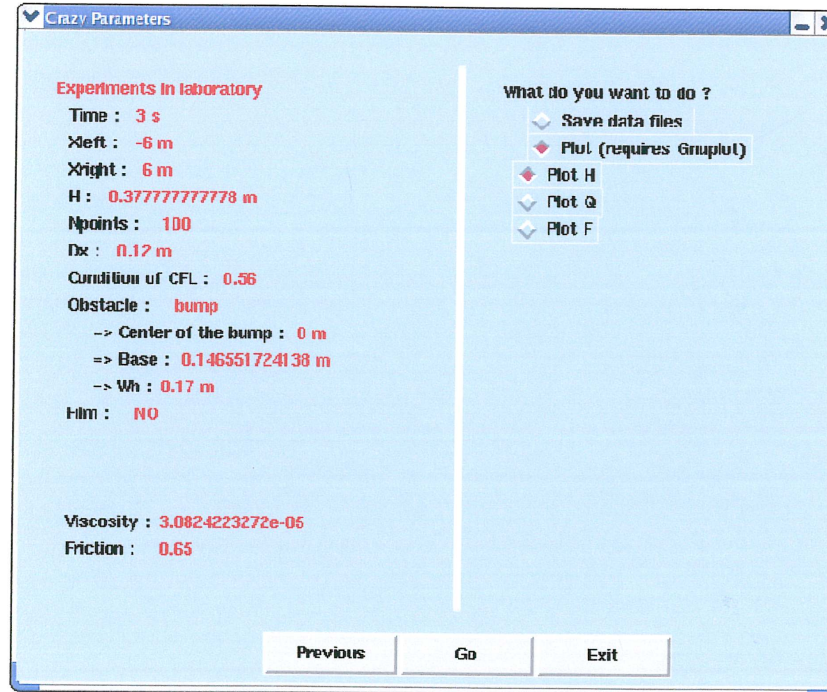 Crazy Parameters
Experiments in laboratory
Time : 3 s
Xleft : -6 m
Xright : 6 m
H : 0.377777777778 m
Npoints : 100
Dx : 0.12 m
Condition of CFL : 0.56
Obstacle : bump
-> Center of the bump : 0 m
=> Base : 0.146551724138 m
-> Wh : 0.17 m
Film : NO
Viscosity : 3.0824223272e-05
Friction : 0.65
What do you want to do ?
Save data files
Plot (requires Gnuplot)
Plot H
Plot Q
Plot F
Previous Go Exit